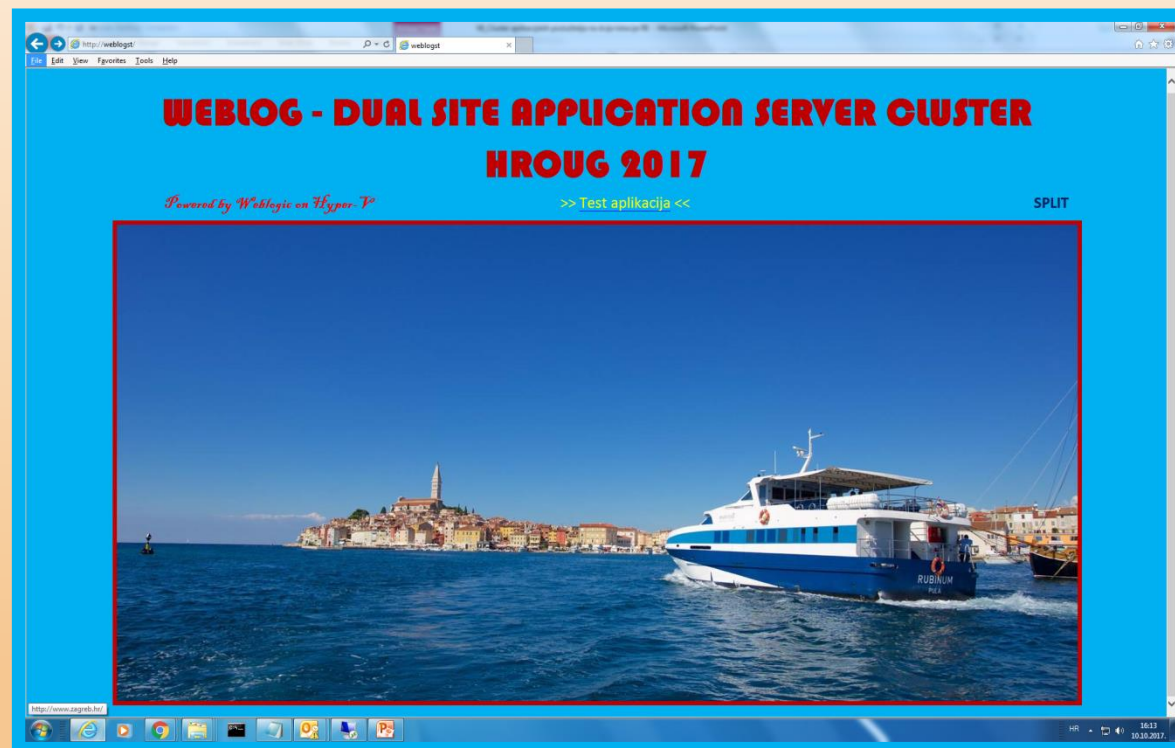 http://weblogst/
weblogst
File Edit View Favorites Tools Help
WEBLOG - DUAL SITE APPLICATION SERVER CLUSTER
HROUG 2017
Powered by Weblogic on Hyper-V
>> Test aplikacija <<
SPLIT
RUBINUM
PULA
http://www.zagreb.hr/
HR
16:13
10.10.2017.